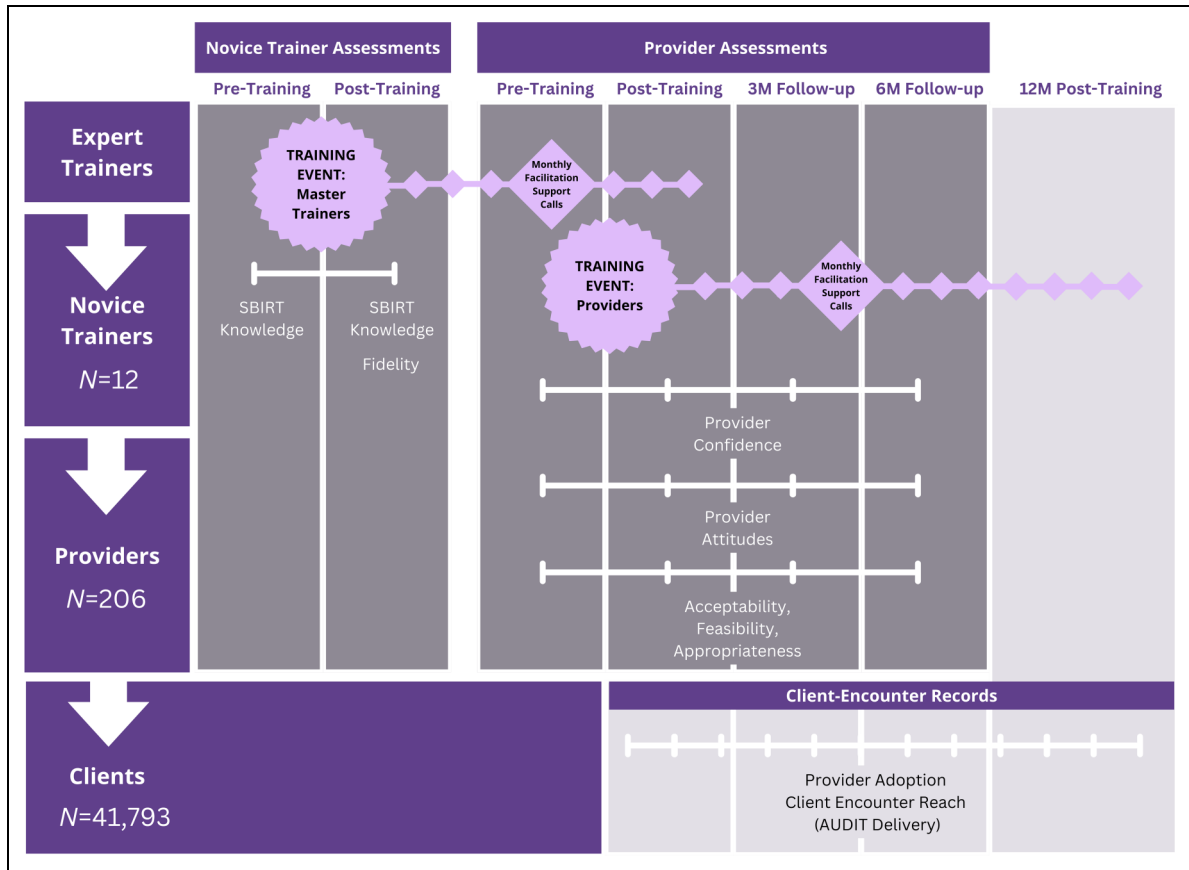 Novice Trainer Assessments
Provider Assessments
Pre-Training
Post-Training
Pre-Training
Post-Training
3M Follow-up
6M Follow-up
12M Post-Training
Expert
Trainers
TRAINING
EVENT:
Master
Trainers
Monthly
Facilitation
Support
Calls
Novice
Trainers
N=12
SBIRT
Knowledge
SBIRT
Knowledge
Fidelity
TRAINING
EVENT:
Providers
Monthly
Facilitation
Support
Calls
Provider
Confidence
Providers
N=206
Provider
Attitudes
Acceptability,
Feasibility,
Appropriateness
Clients
N=41,793
Client-Encounter Records
Provider Adoption
Client Encounter Reach
(AUDIT Delivery)